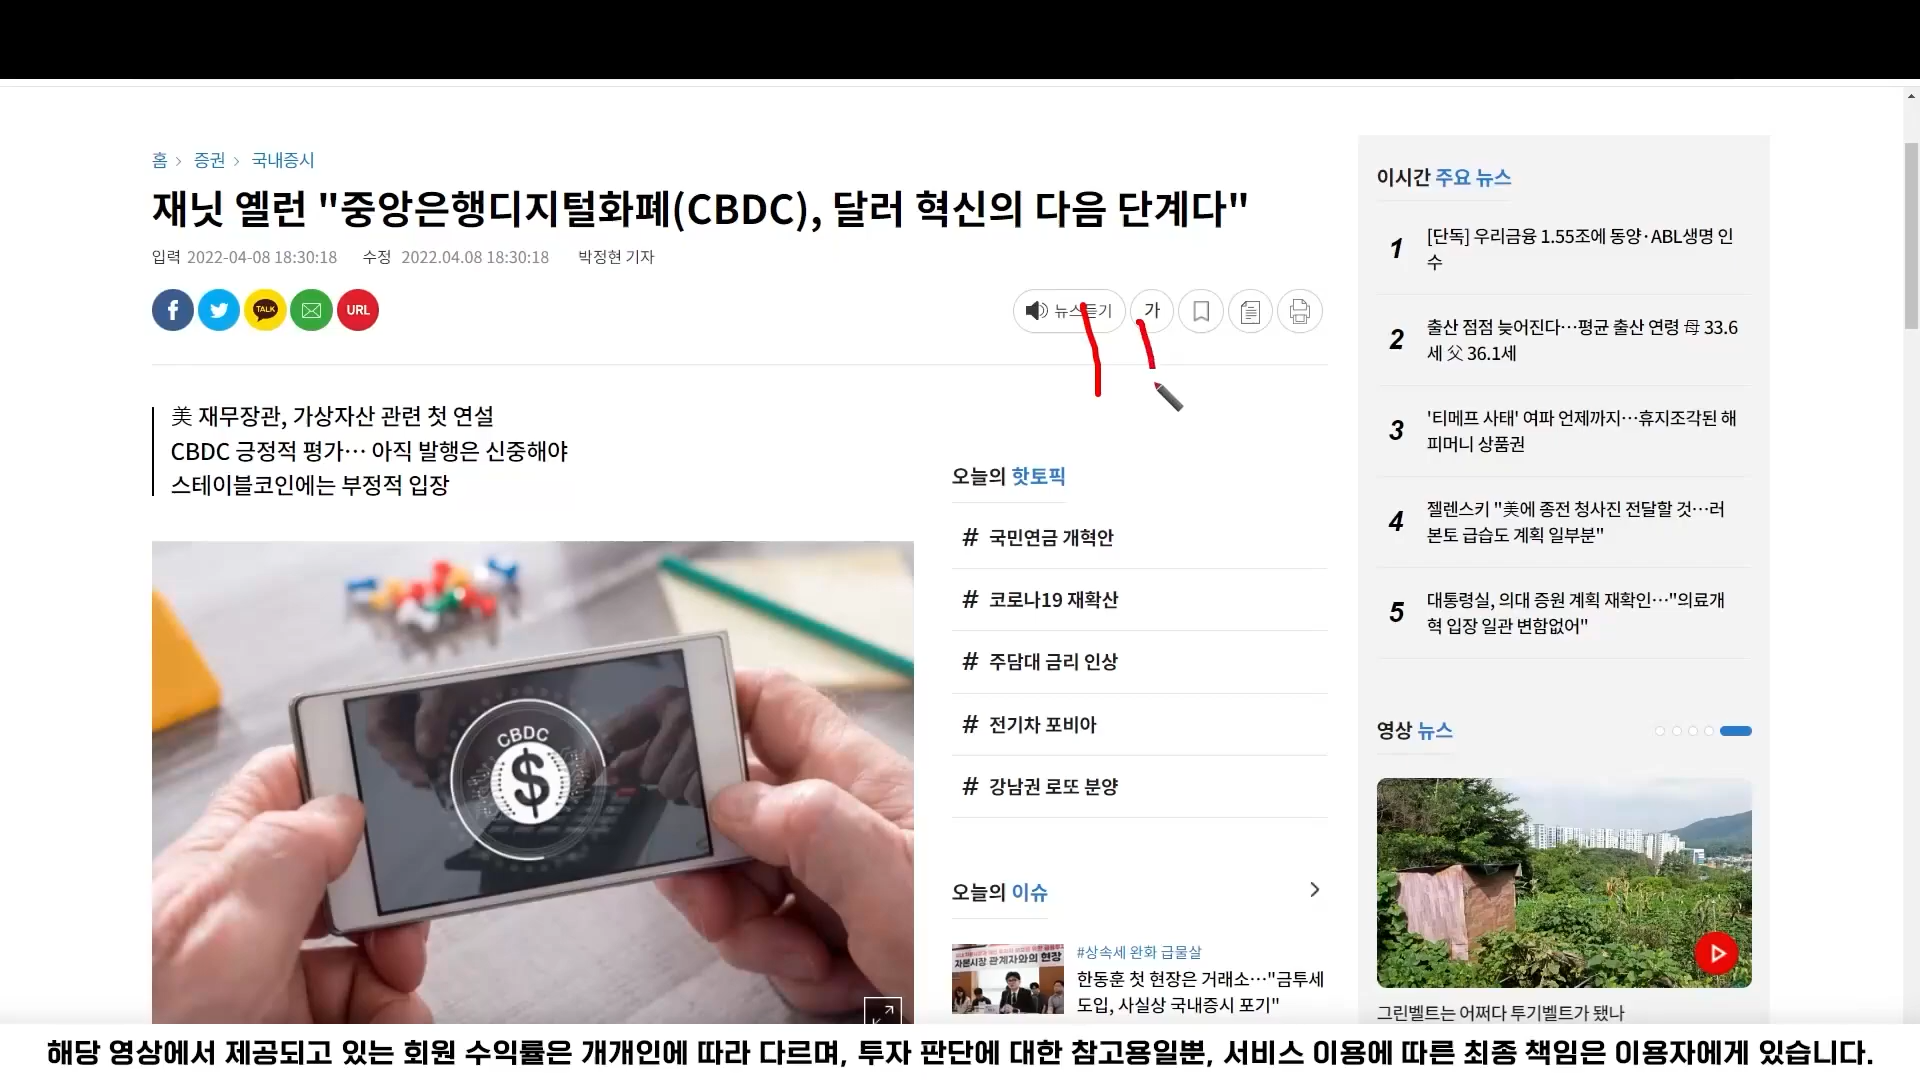 홈 > 증권 > 국내증시
재닛 옐런 "중앙은행디지털화폐(CBDC), 달러 혁신의 다음 단계다"
입력 2022-04-08 18:30:18 수정 2022.04.08 18:30:18 박정현 기자
TALK
URL
뉴스듣기
가
美 재무장관, 가상자산 관련 첫 연설
CBDC 긍정적 평가… 아직 발행은 신중해야
스테이블코인에는 부정적 입장
CBDC
$
오늘의 핫토픽
# 국민연금 개혁안
# 코로나19 재확산
# 주담대 금리 인상
# 전기차 포비아
# 강남권 로또 분양
오늘의 이슈
자본시장 관계자와의 현장
#상속세 완화 급물살
한동훈 첫 현장은 거래소…"금투세
도입, 사실상 국내증시 포기"
이시간 주요 뉴스
1 [단독] 우리금융 1.55조에 동양·ABL생명 인
수
2 출산 점점 늦어진다…평균 출산 연령 母 33.6
세 父 36.1세
3 '티메프 사태' 여파 언제까지…휴지조각된 해
피머니 상품권
4 젤렌스키 "美에 종전 청사진 전달할 것…러
본토 급습도 계획 일부분"
5 대통령실, 의대 증원 계획 재확인…"의료개
혁 입장 일관 변함없어"
영상 뉴스
그린벨트는 어쩌다 투기벨트가 됐나
해당 영상에서 제공되고 있는 회원 수익률은 개개인에 따라 다르며, 투자 판단에 대한 참고용일뿐, 서비스 이용에 따른 최종 책임은 이용자에게 있습니다.